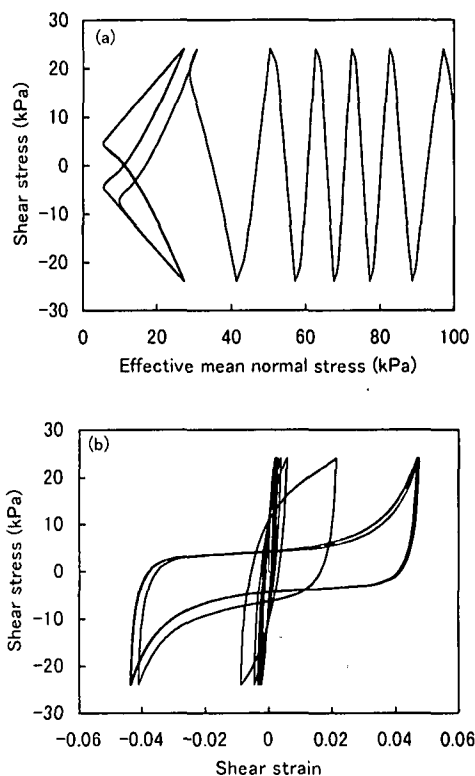 (a)
30
20
10
0
-10
-20
-30
Shear stress (kPa)
0 20 40 60 80 100
Effective mean normal stress (kPa)
(b)
30
20
10
0
-10
-20
-30
Shear stress (kPa)
-0.06 -0.04 -0.02 0 0.02 0.04 0.06
Shear strain